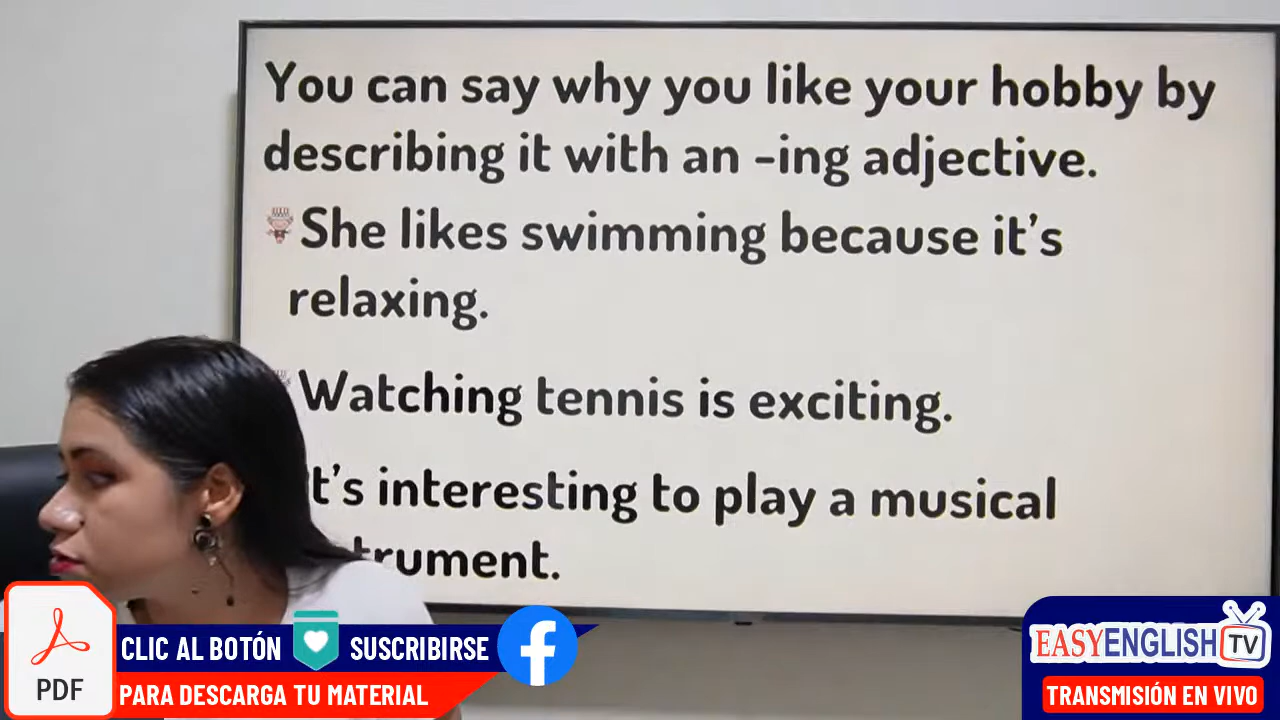 You can say why you like your hobby by
describing it with an -ing adjective.
She likes swimming because it's
relaxing.
Watching tennis is exciting.
t's interesting to play a musical
trument.
PDF
CLIC AL BOTÓN SUSCRIBIRSE
PARA DESCARGA TU MATERIAL
EASYENGLISH TV
TRANSMISIÓN EN VIVO